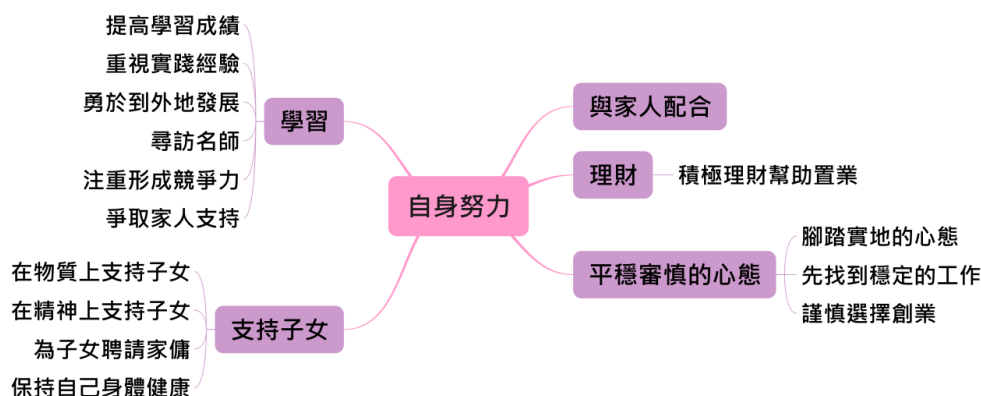 自身努力
學習
提高學習成績
重視實踐經驗
勇於到外地發展
尋訪名師
注重形成競爭力
爭取家人支持
支持子女
在物質上支持子女
在精神上支持子女
為子女聘請家傭
保持自己身體健康
與家人配合
理財
積極理財幫助置業
平穩審慎的心態
腳踏實地的心態
先找到穩定的工作
謹慎選擇創業